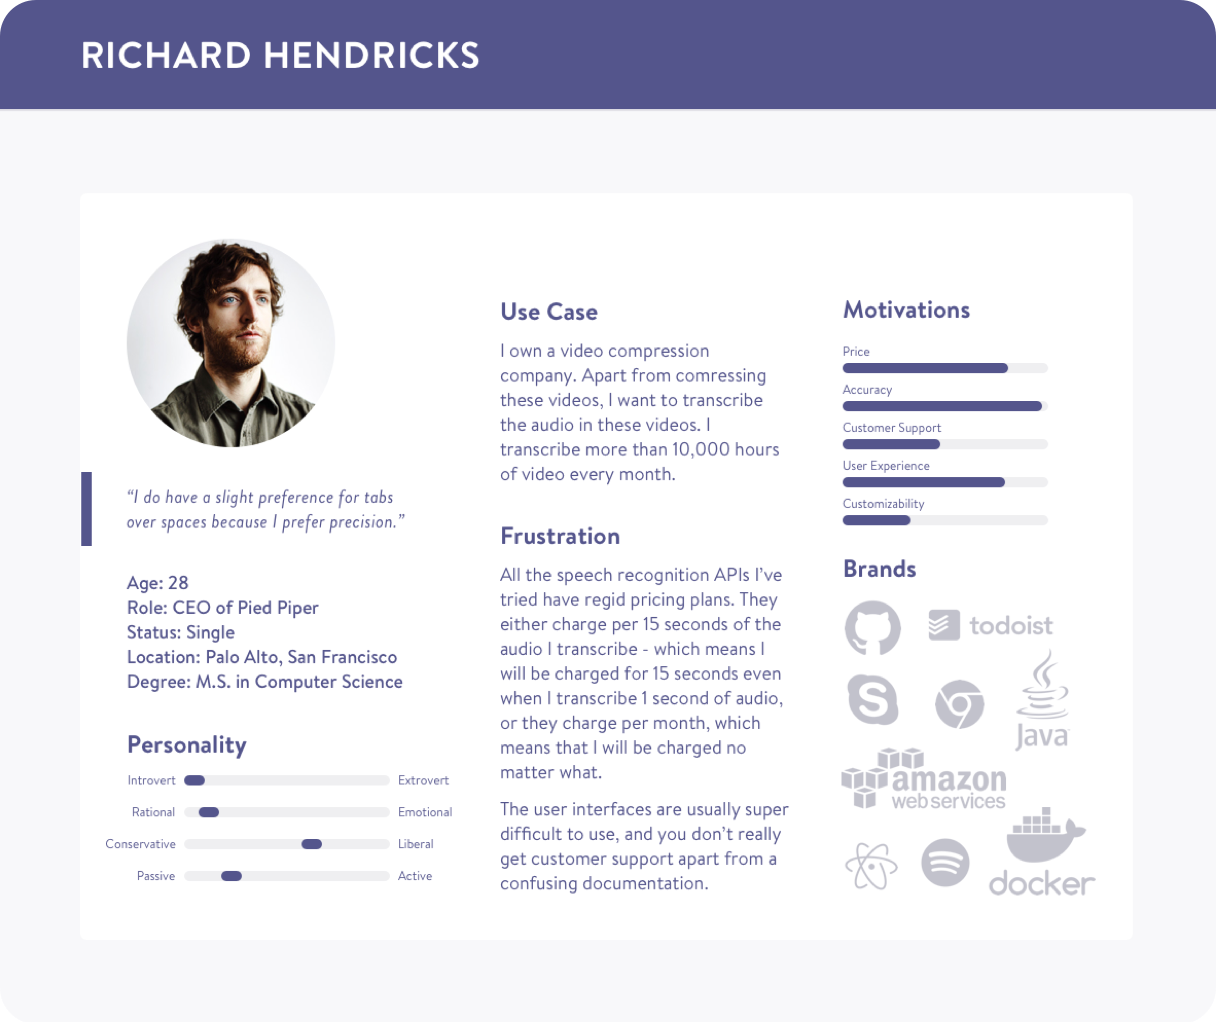 RICHARD HENDRICKS
“I do have a slight preference for tabs
over spaces because I prefer precision.”
Age: 28
Role: CEO of Pied Piper
Status: Single
Location: Palo Alto, San Francisco
Degree: M.S. in Computer Science
Personality
Introvert Extrovert
Rational Emotional
Conservative Liberal
Passive Active
Use Case
I own a video compression
company. Apart from comressing
these videos, I want to transcribe
the audio in these videos. I
transcribe more than 10,000 hours
of video every month.
Frustration
All the speech recognition APIs I’ve
tried have regid pricing plans. They
either charge per 15 seconds of the
audio I transcribe - which means I
will be charged for 15 seconds even
when I transcribe 1 second of audio,
or they charge per month, which
means that I will be charged no
matter what.
The user interfaces are usually super
difficult to use, and you don’t really
get customer support apart from a
confusing documentation.
Motivations
Price
Accuracy
Customer Support
User Experience
Customizability
Brands
todoist
S
Java
amazon
web services
docker